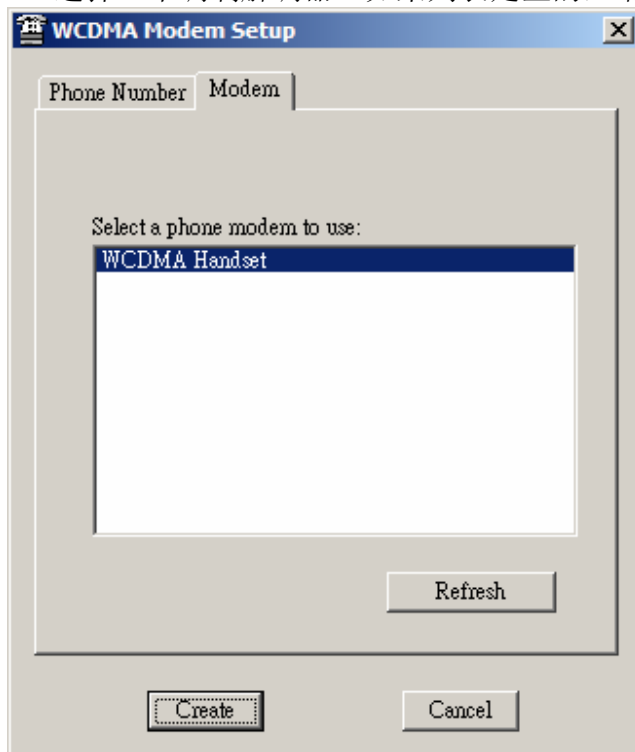 WCDMA Modem Setup
Phone Number Modem
Select a phone modem to use:
WCDMA Handset
Refresh
Create Cancel